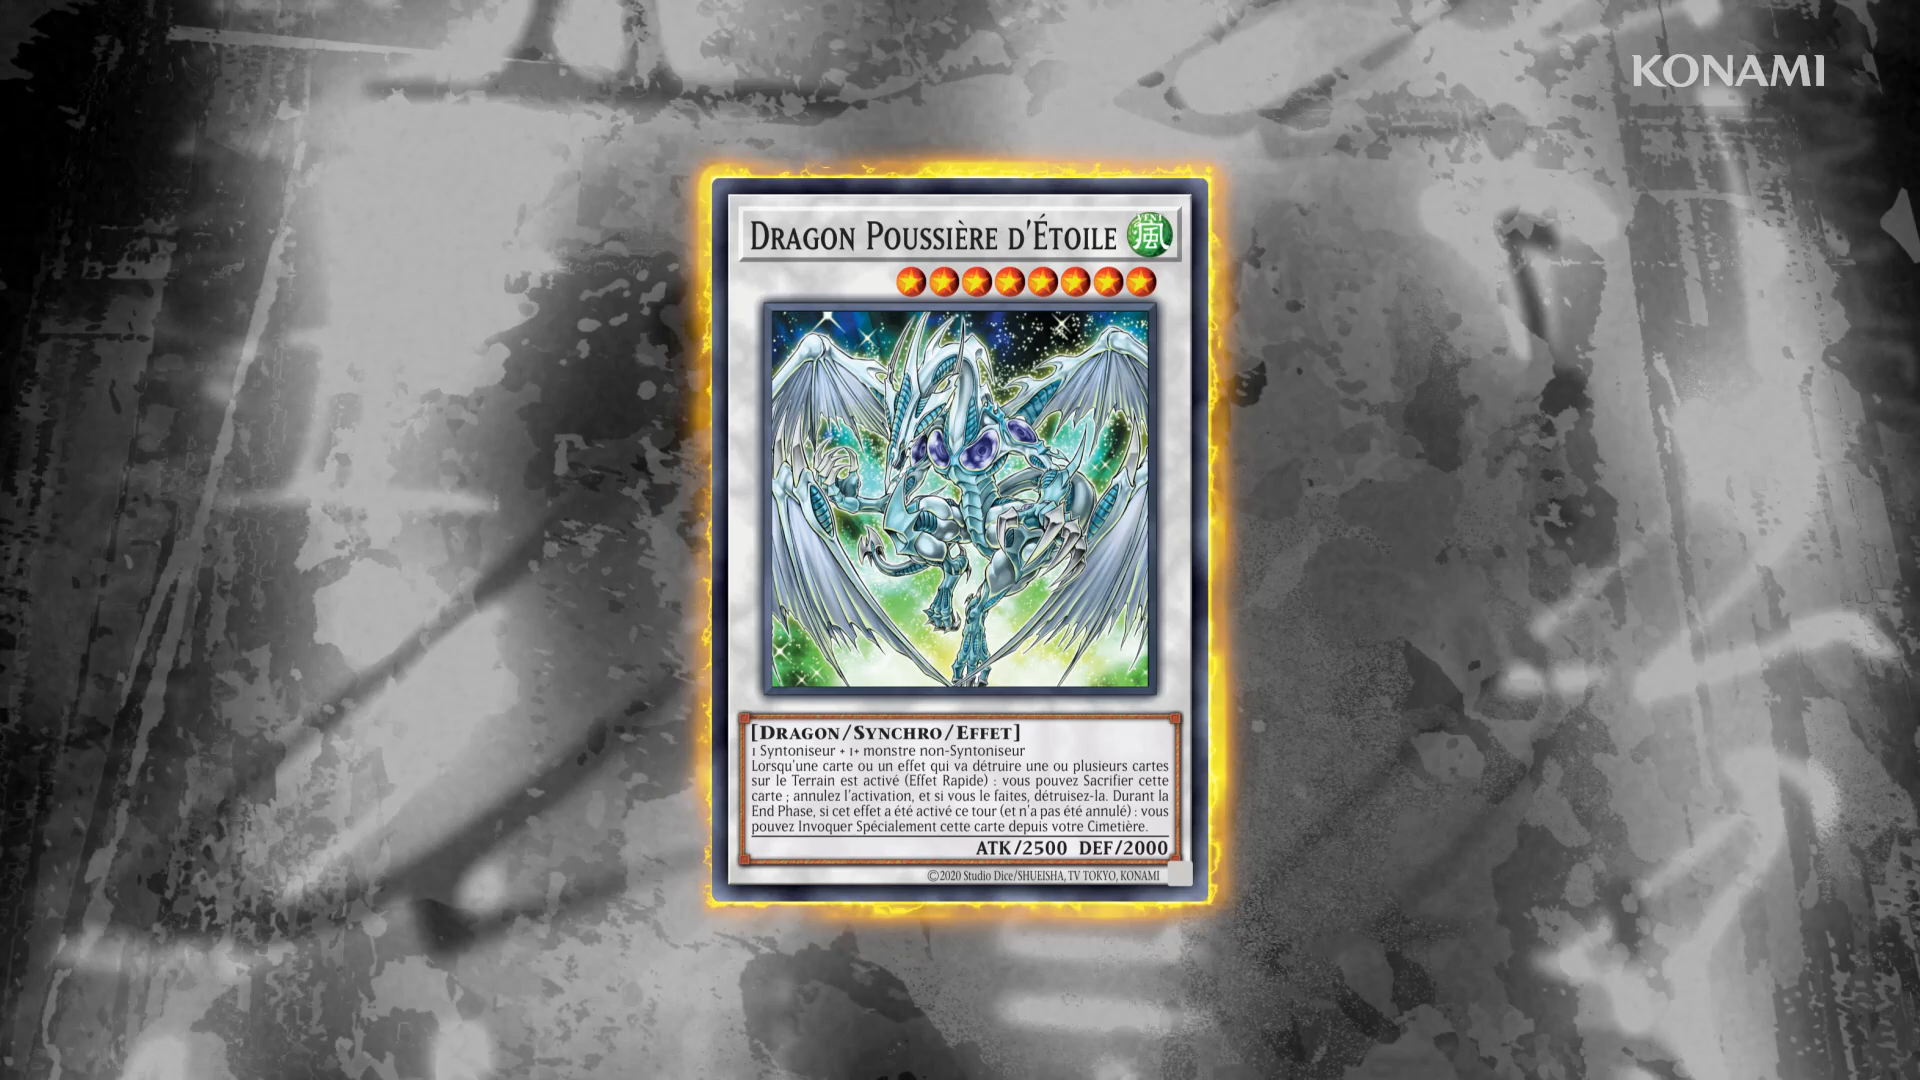 KONAMI
DRAGON POUSSIÈRE D'ÉTOILE
VENT
風
[DRAGON/SYNCHRO/EFFET]
1 Syntoniseur + 1+ monstre non-Syntoniseur
Lorsqu'une carte ou un effet qui va détruire une ou plusieurs cartes
sur le Terrain est activé (Effet Rapide) : vous pouvez Sacrifier cette
carte ; annulez l'activation, et si vous le faites, détruisez-la. Durant la
End Phase, si cet effet a été activé ce tour (et n'a pas été annulé) : vous
pouvez Invoquer Spécialement cette carte depuis votre Cimetière.
ATK/2500 DEF/2000
©2020 Studio Dice/SHUEISHA, TV TOKYO, KONAMI